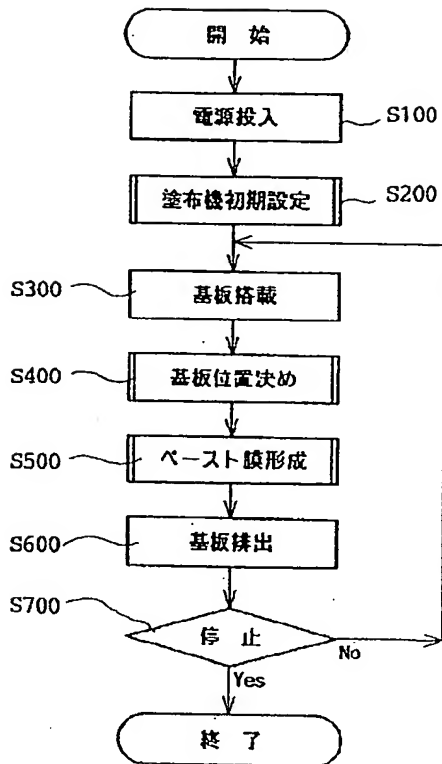 開始
電源投入
S100
塗布機初期設定
S200
S300
基板搭載
S400
基板位置決め
S500
ペースト膜形成
S600
基板排出
S700
停止
No
Yes
終了